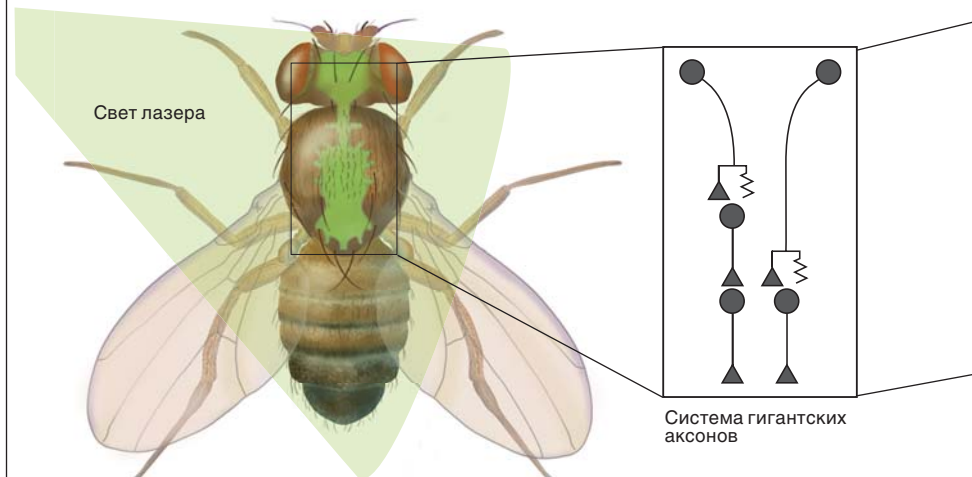 Свет лазера
Система гигантских
аксонов